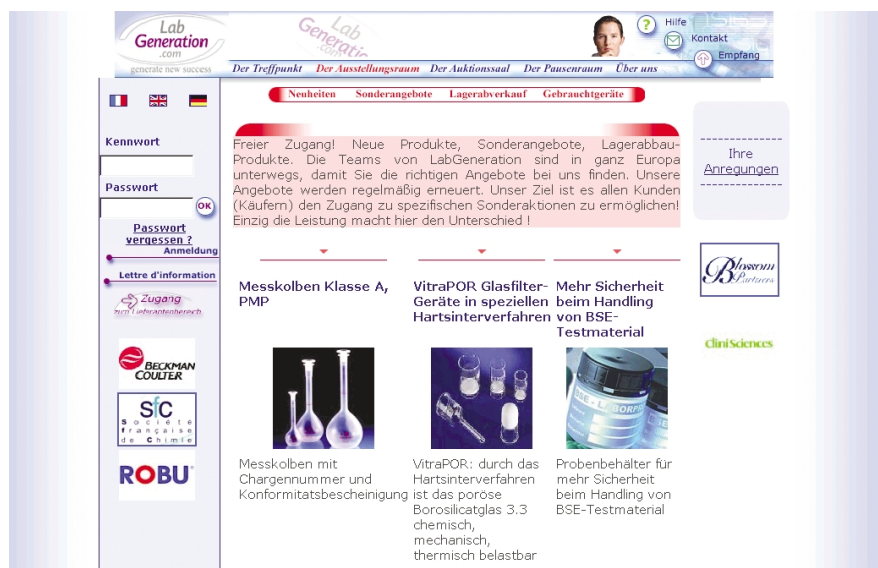 Lab
Generation
.com
generate new success
Lab
Generation
.com
Hilfe
Kontakt
Empfang
Der Treffpunkt Der Ausstellungsraum Der Auktionssaal Der Pausenraum Über uns
Neuheiten Sonderangebote Lagerabverkauf Gebrauchtgeräte
Kennwort
Passwort
OK
Passwort
vergessen ?
Anmeldung
Lettre d'information
Zugang
zum Lieferantenbereich
BECKMAN
COULTER
SFC
Société
française
de Chimie
ROBU
Freier Zugang! Neue Produkte, Sonderangebote, Lagerabbau-
Produkte. Die Teams von LabGeneration sind in ganz Europa
unterwegs, damit Sie die richtigen Angebote bei uns finden. Unsere
Angebote werden regelmäßig erneuert. Unser Ziel ist es allen Kunden
(Käufern) den Zugang zu spezifischen Sonderaktionen zu ermöglichen!
Einzig die Leistung macht hier den Unterschied !
Messkolben Klasse A,
PMP
Messkolben mit
Chargennummer und
Konformitatsbescheinigung
VitraPOR Glasfilter-
Geräte in speziellen
Hartsinterverfahren
VitraPOR: durch das
Hartsinterverfahren
ist das poröse
Borosilicatglas 3.3
chemisch,
mechanisch,
thermisch belastbar
Mehr Sicherheit
beim Handling
von BSE-
Testmaterial
Probenbehälter für
mehr Sicherheit
beim Handling von
BSE-Testmaterial
Ihre
Anregungen
Blossom
Partners
CliniSciences